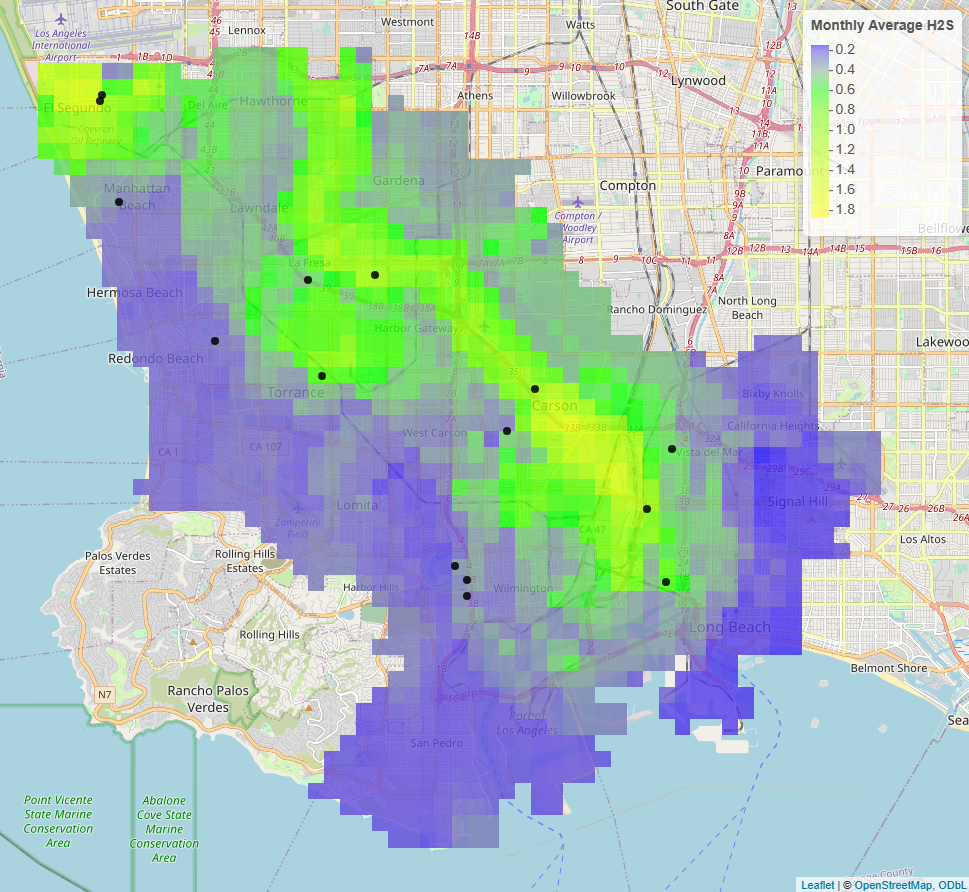 South Gate
Westmont
Watts
Lennox
Los Angeles
International
Airport
Monthly Average H2S
0.2
0.4
0.6
0.8
1.0
1.2
1.4
1.6
1.8
Lynwood
Athens
Willowbrook
El Segundo
Del Aire
Hawthorne
Chevron
Oil Refinery
Paramou
Compton
Gardena
Manhattan
Beach
Lawndale
Compton /
Woodley
Airport
Bellflowe
La Fresa
Hermosa Beach
North Long
Beach
Rancho Dominguez
Harbor Gateway
Lakewoo
Redondo Beach
Torrance
Bixby Knolls
Carson
California Heights
West Carson
CA 1
CA 107
Vista del Mar
Signal Hill
Lomita
Zamperini
Field
CA 47
Los Altos
Palos Verdes
Estates
Rolling Hills
Estates
Harbor Hills
Wilmington
Rolling Hills
Long Beach
Belmont Shore
N7
Rancho Palos
Verdes
Port of
Los Angeles
Sea
San Pedro
Point Vicente
State Marine
Conservation
Area
Abalone
Cove State
Marine
Conservation
Area
Leaflet | © OpenStreetMap, ODbL